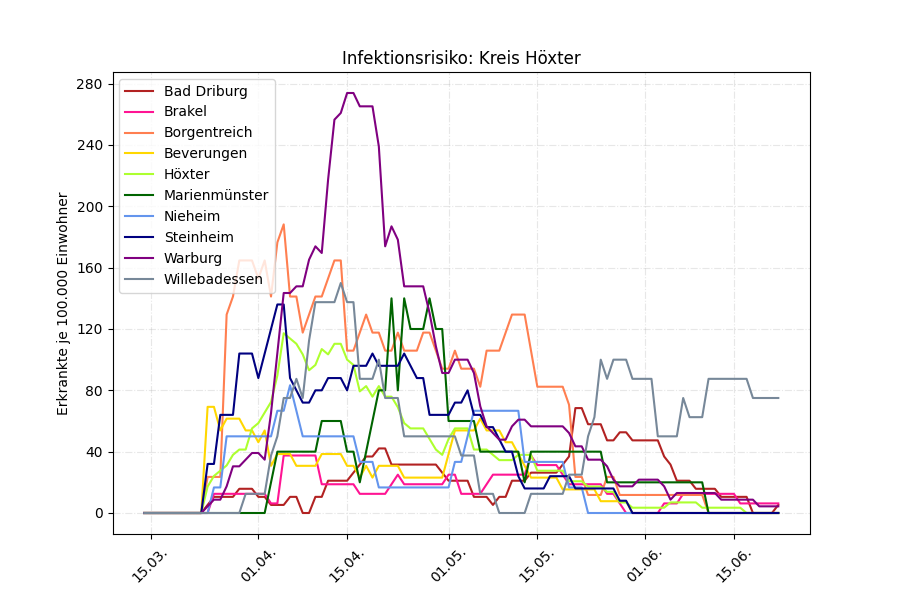 Infektionsrisiko: Kreis Höxter
Erkrankte je 100.000 Einwohner
280
240
200
160
120
80
40
0
Bad Driburg
Brakel
Borgentreich
Beverungen
Höxter
Marienmünster
Nieheim
Steinheim
Warburg
Willebadessen
15.03.
01.04.
15.04.
01.05.
15.05.
01.06.
15.06.